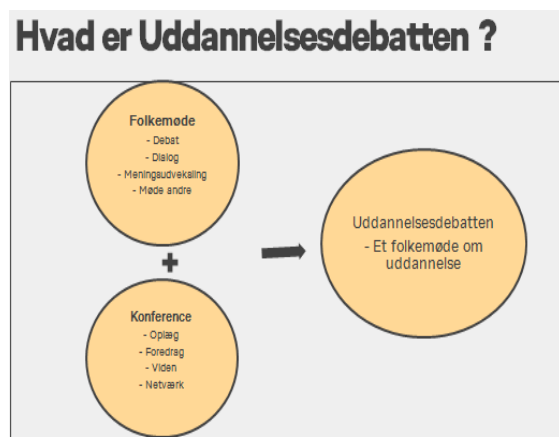 Hvad er Uddannelsesdebatten ?
Folkemøde
- Debat
- Dialog
- Meningsudveksling
- Møde andre
+
Konference
- Oplæg
- Foredrag
- Viden
- Netværk
Uddannelsesdebatten
- Et folkemøde om
uddannelse